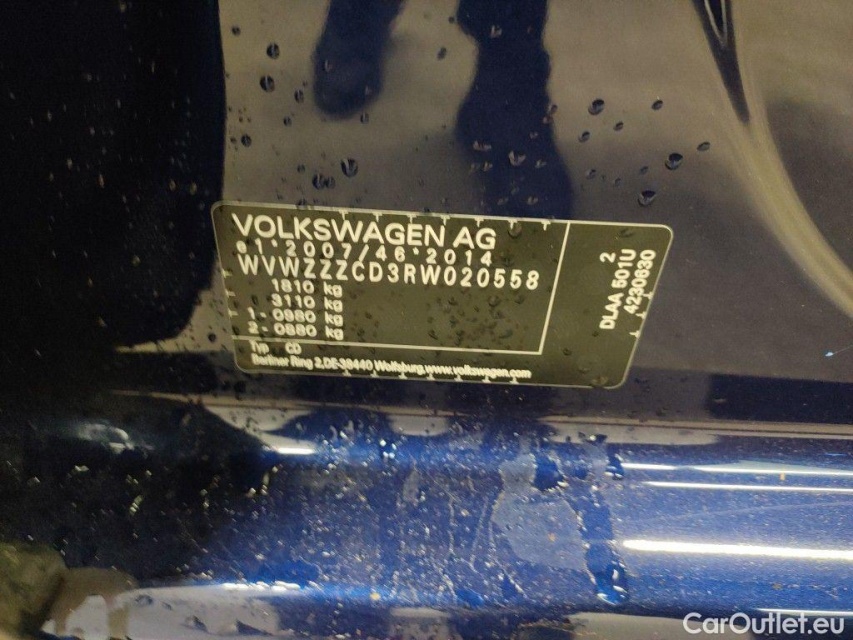 VOLKSWAGEN AG
e1*2007/46*2014
WVWZZZCD3RW020558
1810 kg
3110 kg
1-0980 kg
2-0880 kg
Typ CD
Berliner Ring 2,DE-38440 Wolfsburg,www.volkswagen.com
2
DLAA 501U
4230630
CarOutlet.eu